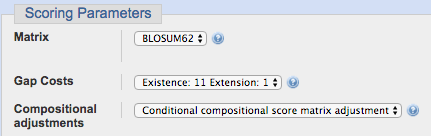 Scoring Parameters
Matrix BLOSUM62
Gap Costs Existence: 11 Extension: 1
Compositional adjustments Conditional compositional score matrix adjustment